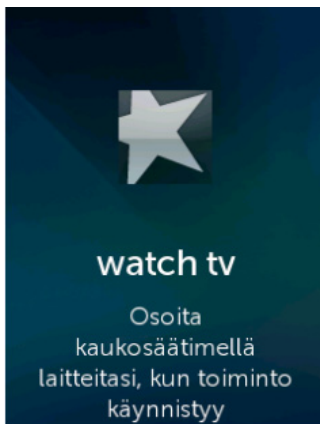 watch tv
Osoita
kaukosäätimellä
laitteitasi, kun toiminto
käynnistyy